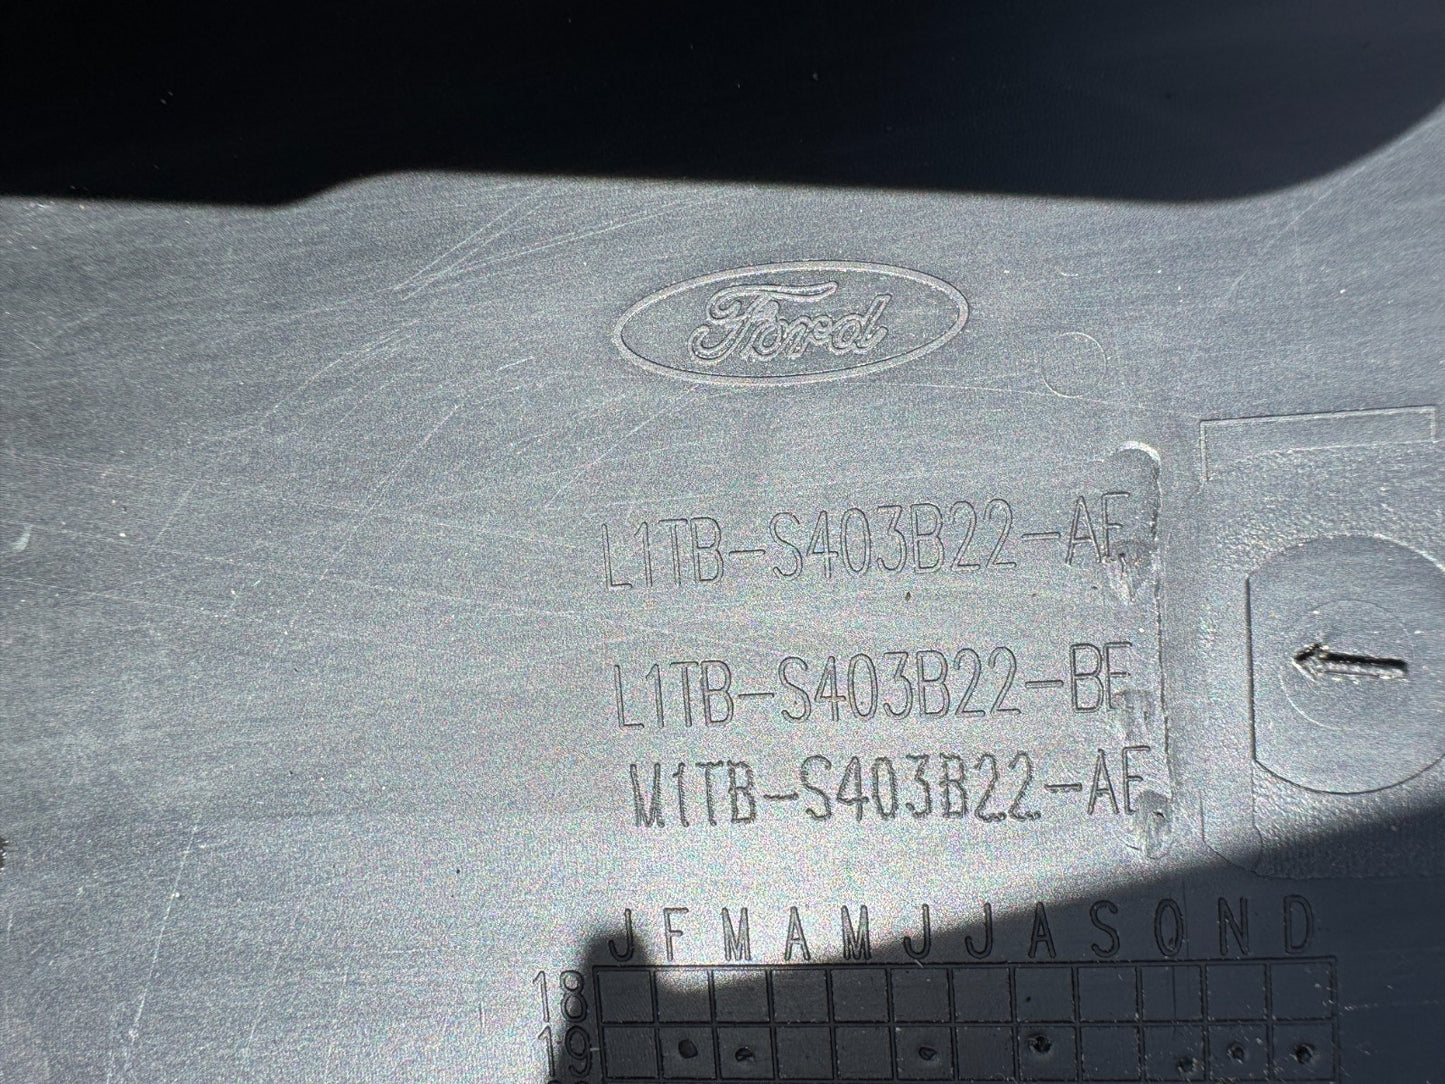 Ford
L1TB-S403B22-AE
L1TB-S403B22-BE
M1TB-S403B22-AE
J F M A M J J A S O N D
18
19